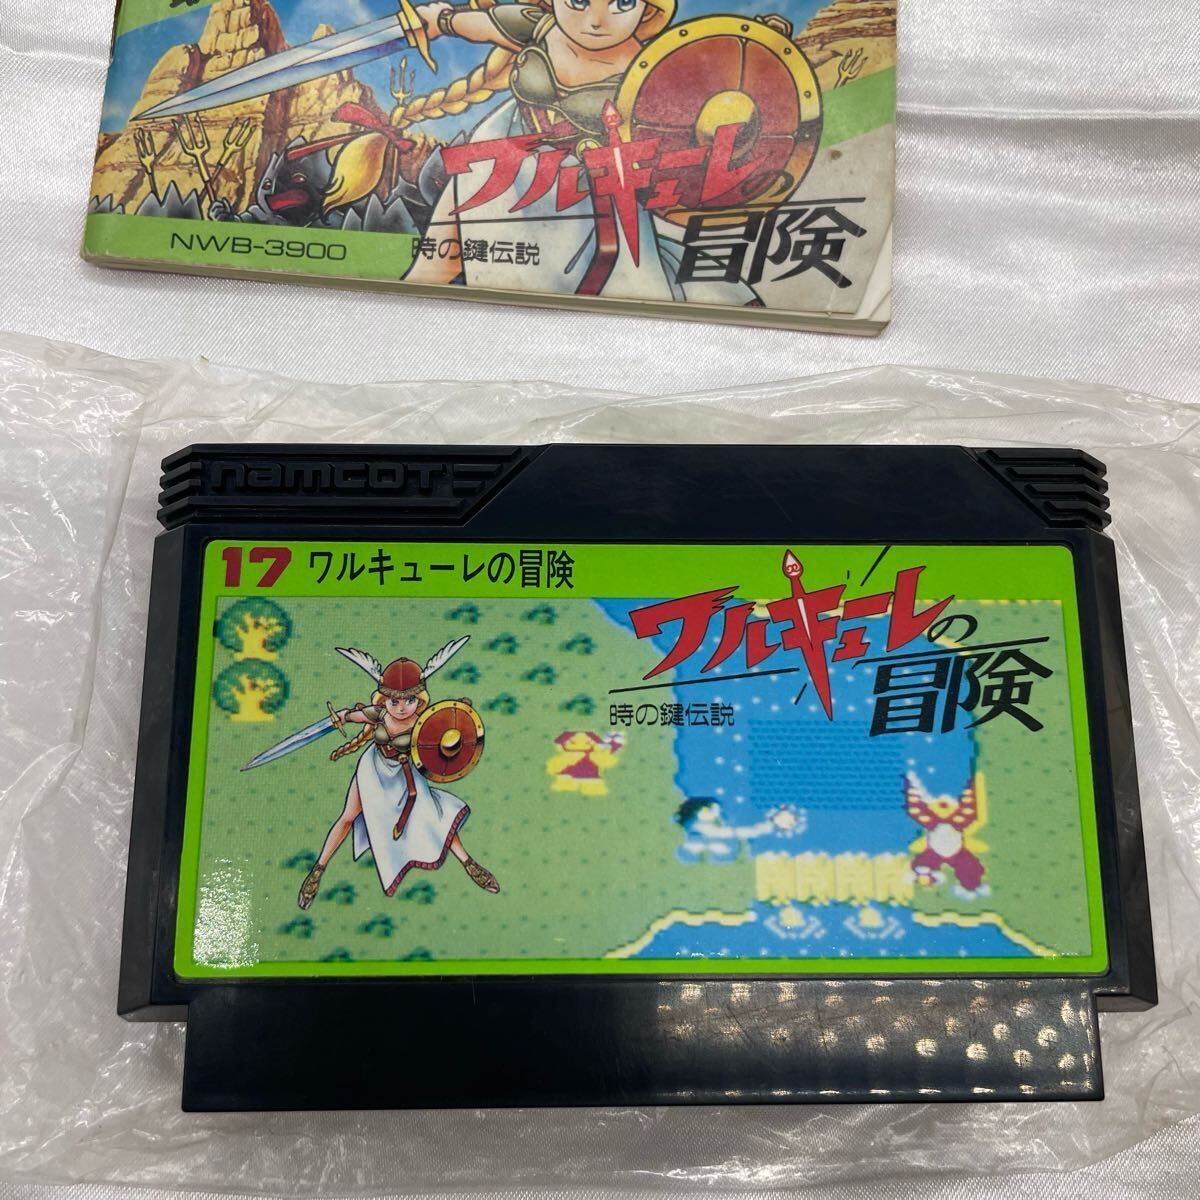 ワルキューレの
冒険
NWB-3900
時の鍵伝説
namcot
17 ワルキューレの冒険
ワルキューレの
冒険
時の鍵伝説